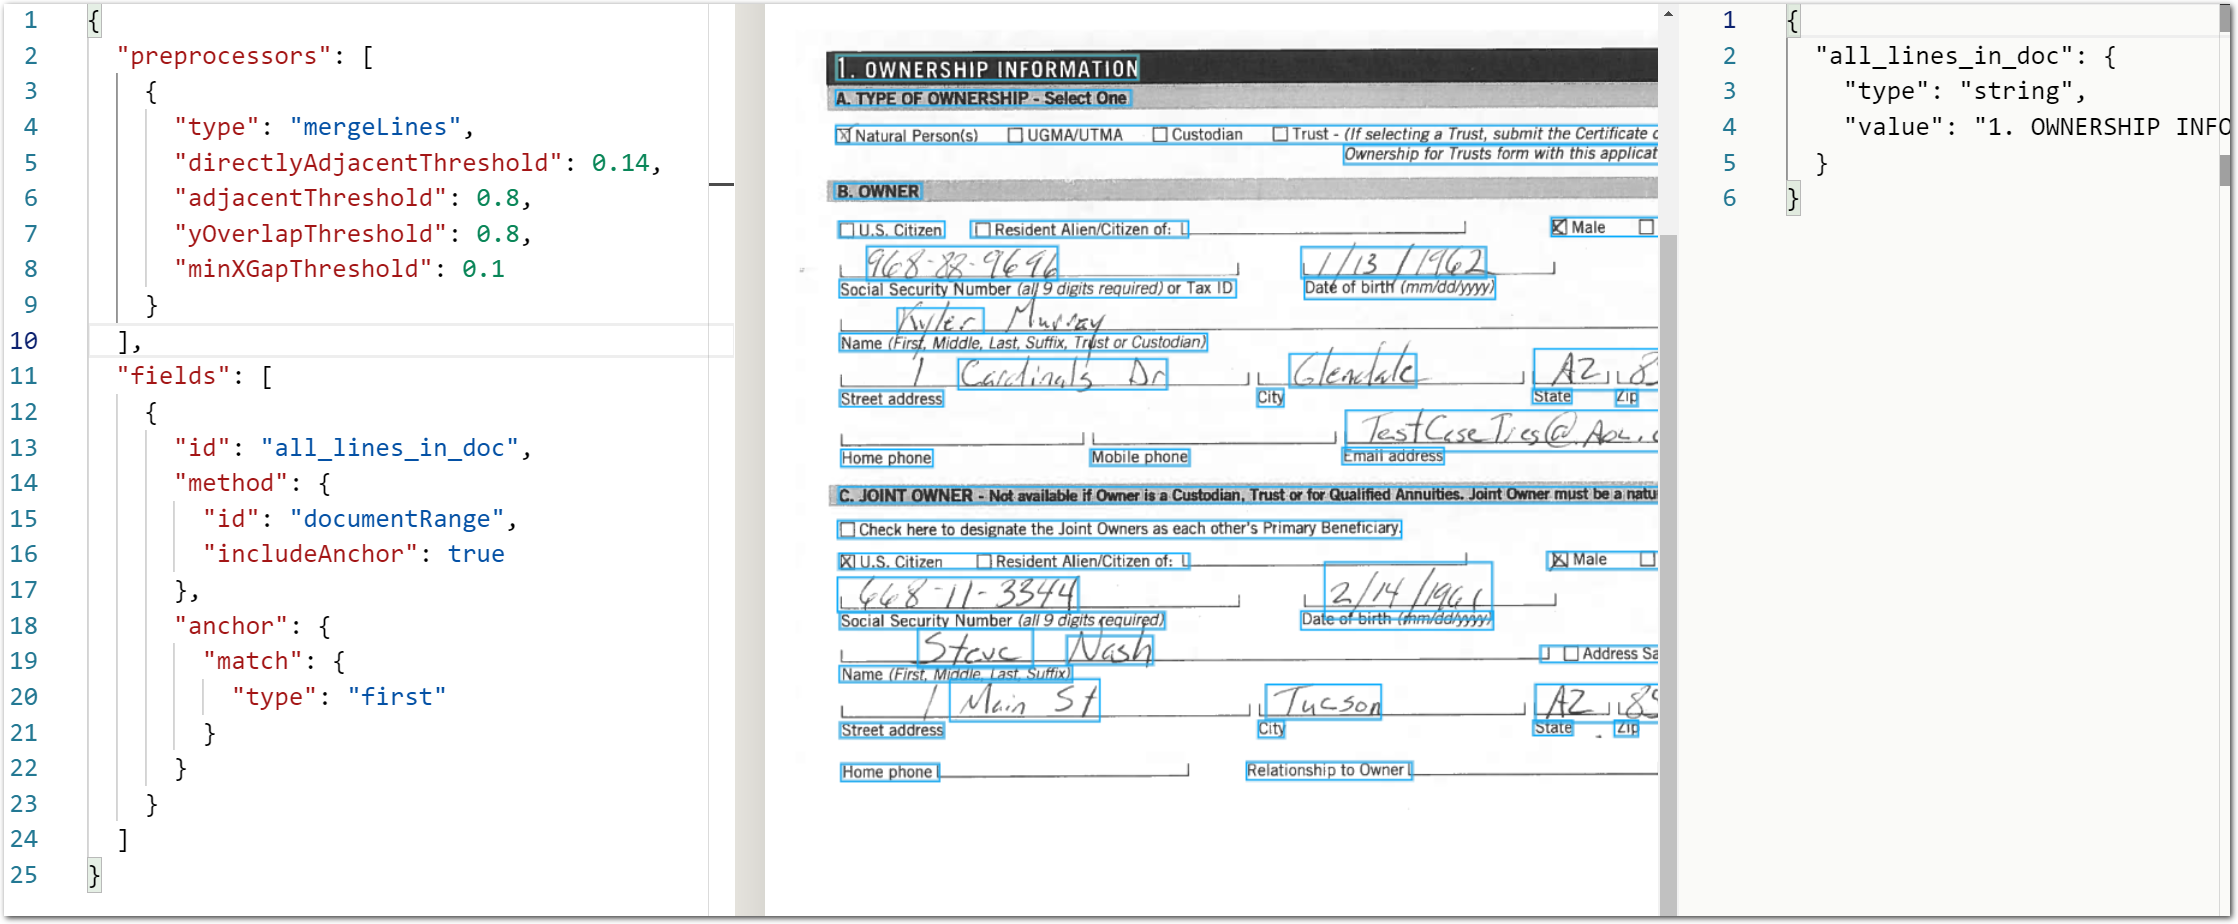 1 {
2 "preprocessors": [
3 {
4 "type": "mergeLines",
5 "directlyAdjacentThreshold": 0.14,
6 "adjacentThreshold": 0.8,
7 "yOverlapThreshold": 0.8,
8 "minXGapThreshold": 0.1
9 }
10 ],
11 "fields": [
12 {
13 "id": "all_lines_in_doc",
14 "method": {
15 "id": "documentRange",
16 "includeAnchor": true
17 },
18 "anchor": {
19 "match": {
20 "type": "first"
21 }
22 }
23 }
24 ]
25 }
1. OWNERSHIP INFORMATION
A. TYPE OF OWNERSHIP - Select One
Natural Person(s) UGMA/UTMA Custodian Trust - (If selecting a Trust, submit the Certificate
Ownership for Trusts form with this applicat
B. OWNER
U.S. Citizen Resident Alien/Citizen of: Male
968-88-9696 1/13/1962
Social Security Number (all 9 digits required) or Tax ID Date of birth (mm/dd/yyyy)
Kyler Murray
Name (First, Middle, Last, Suffix, Trust or Custodian)
1 Cardinals Dr Glendale AZ 85
Street address City State Zip
TestCaseTies@AOL.
Home phone Mobile phone Email address
C. JOINT OWNER - Not available if Owner is a Custodian, Trust or for Qualified Annuities. Joint Owner must be a natu
Check here to designate the Joint Owners as each other's Primary Beneficiary.
U.S. Citizen Resident Alien/Citizen of: Male
668-11-3344 2/14/1961
Social Security Number (all 9 digits required) Date of birth (mm/dd/yyyy)
Steve Nash Address Sa
Name (First, Middle, Last, Suffix)
1 Main St Tucson AZ 85
Street address City State Zip
Home phone Relationship to Owner
1 {
2 "all_lines_in_doc": {
3 "type": "string",
4 "value": "1. OWNERSHIP INFO
5 }
6 }